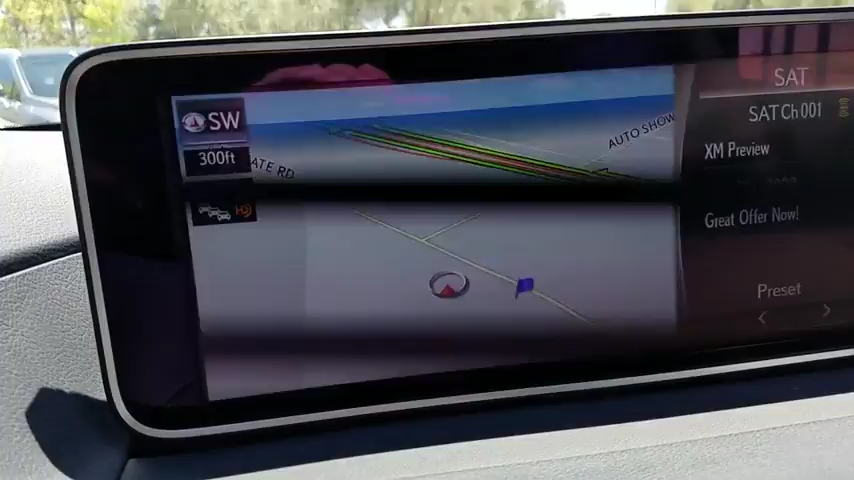 SW
300ft
ATE RD
AUTO SHOW
SAT
SAT Ch 001
XM Preview
Great Offer Now!
Preset